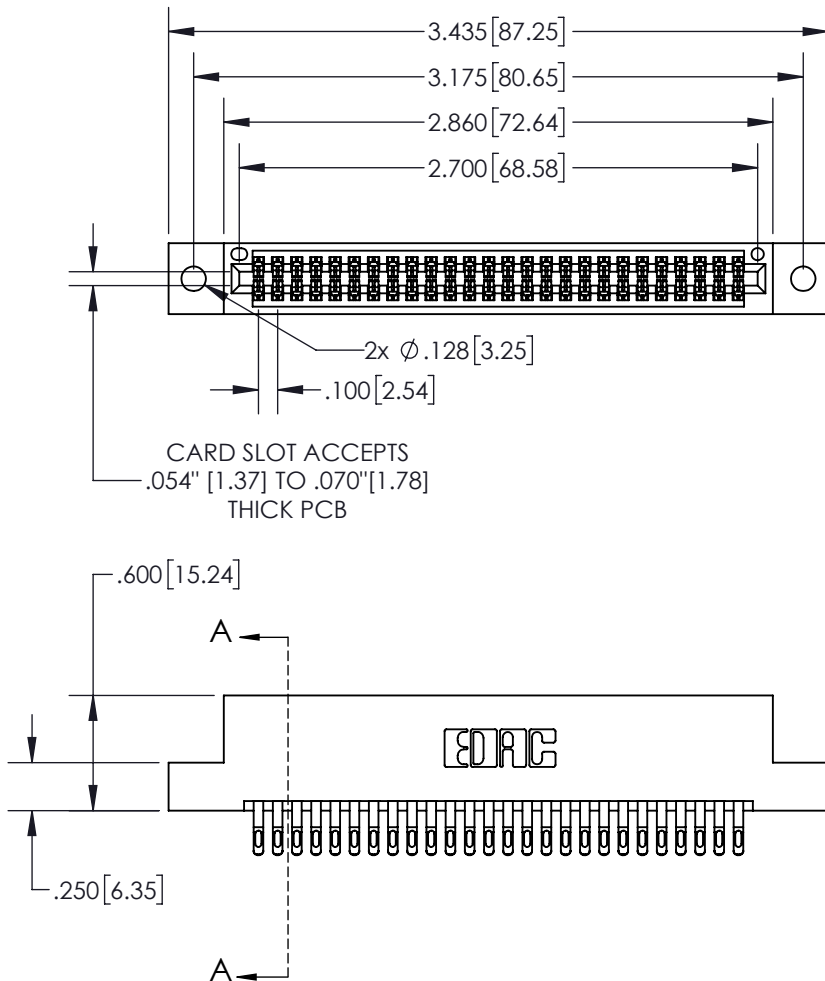 3.435[87.25]
3.175[80.65]
2.860[72.64]
2.700[68.58]
2x Ø.128[3.25]
.100[2.54]
CARD SLOT ACCEPTS
.054" [1.37] TO .070"[1.78]
THICK PCB
.600[15.24]
A
EDAC
.250[6.35]
A